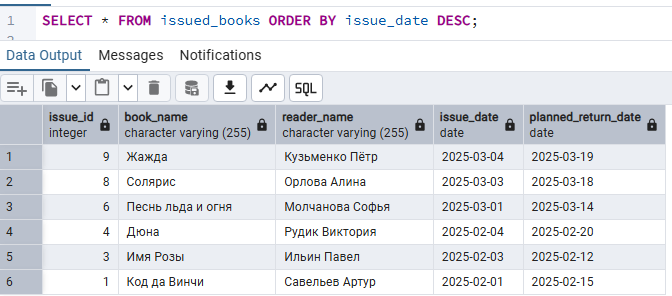 1 SELECT * FROM issued_books ORDER BY issue_date DESC;
Data Output Messages Notifications
SQL
issue_id integer book_name character varying (255) reader_name character varying (255) issue_date date planned_return_date date
1 9 Жажда Кузьменко Пётр 2025-03-04 2025-03-19
2 8 Солярис Орлова Алина 2025-03-03 2025-03-18
3 6 Песнь льда и огня Молчанова Софья 2025-03-01 2025-03-14
4 4 Дюна Рудик Виктория 2025-02-04 2025-02-20
5 3 Имя Розы Ильин Павел 2025-02-03 2025-02-12
6 1 Код да Винчи Савельев Артур 2025-02-01 2025-02-15